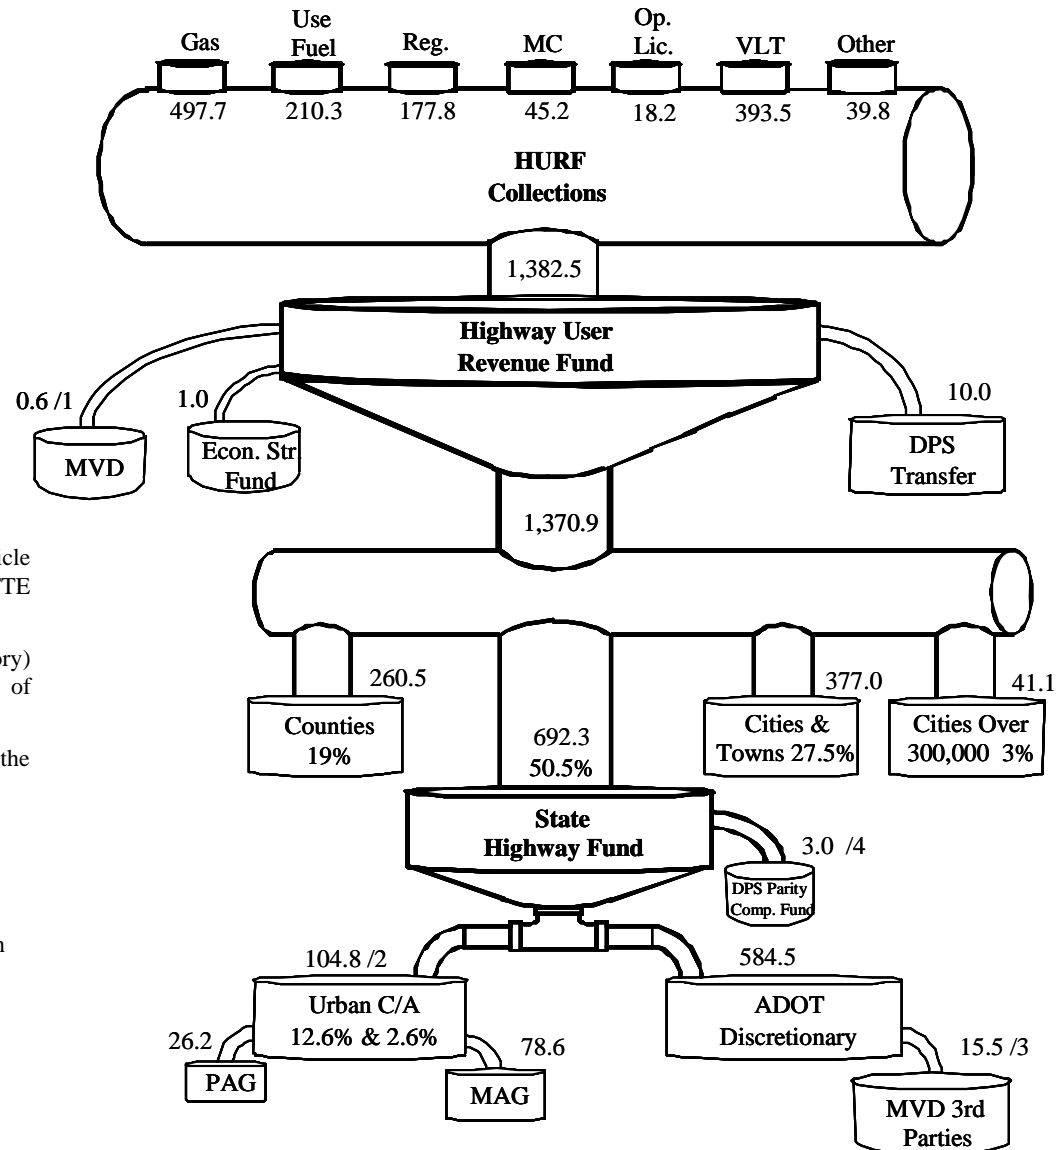 Gas
Use
Fuel
Reg.
MC
Op.
Lic.
VLT
Other
497.7
210.3
177.8
45.2
18.2
393.5
39.8
HURF
Collections
1,382.5
Highway User
Revenue Fund
0.6 /1
1.0
10.0
MVD
Econ. Str
Fund
DPS
Transfer
1,370.9
icle
TE
ory)
of
the
260.5
377.0
41.1
Counties
19%
692.3
50.5%
Cities &
Towns 27.5%
Cities Over
300,000 3%
State
Highway Fund
3.0 /4
DPS Parity
Comp. Fund
n
104.8 /2
584.5
Urban C/A
12.6% & 2.6%
ADOT
Discretionary
26.2
78.6
15.5 /3
PAG
MAG
MVD 3rd
Parties